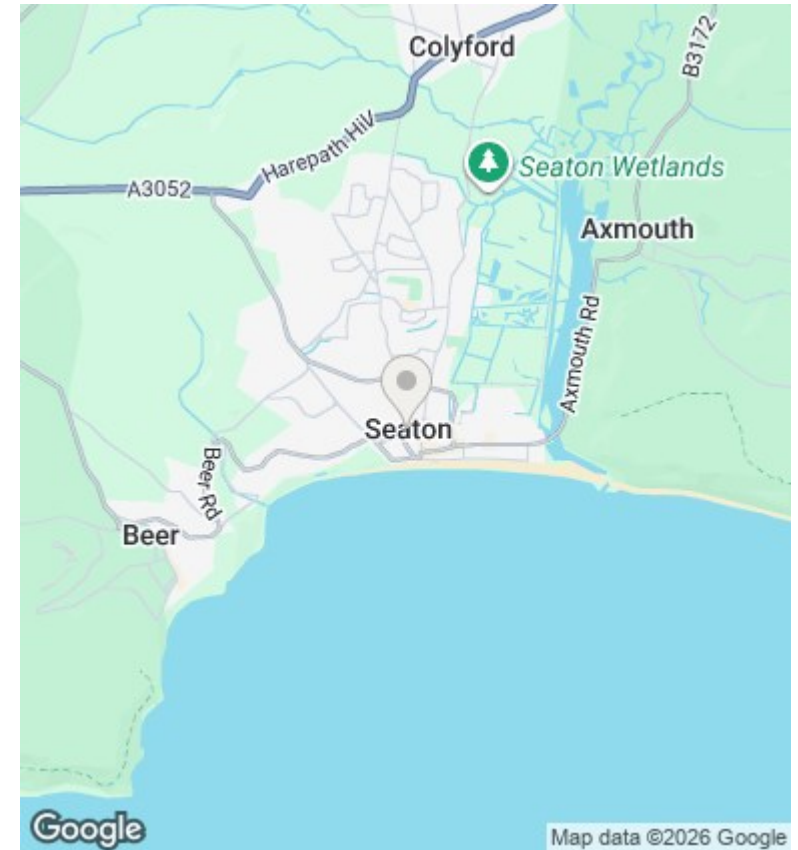 Colyford
B3172
Harepath Hill
Seaton Wetlands
A3052
Axmouth
Axmouth Rd
Seaton
Beer Rd
Beer
Google
Map data ©2026 Google